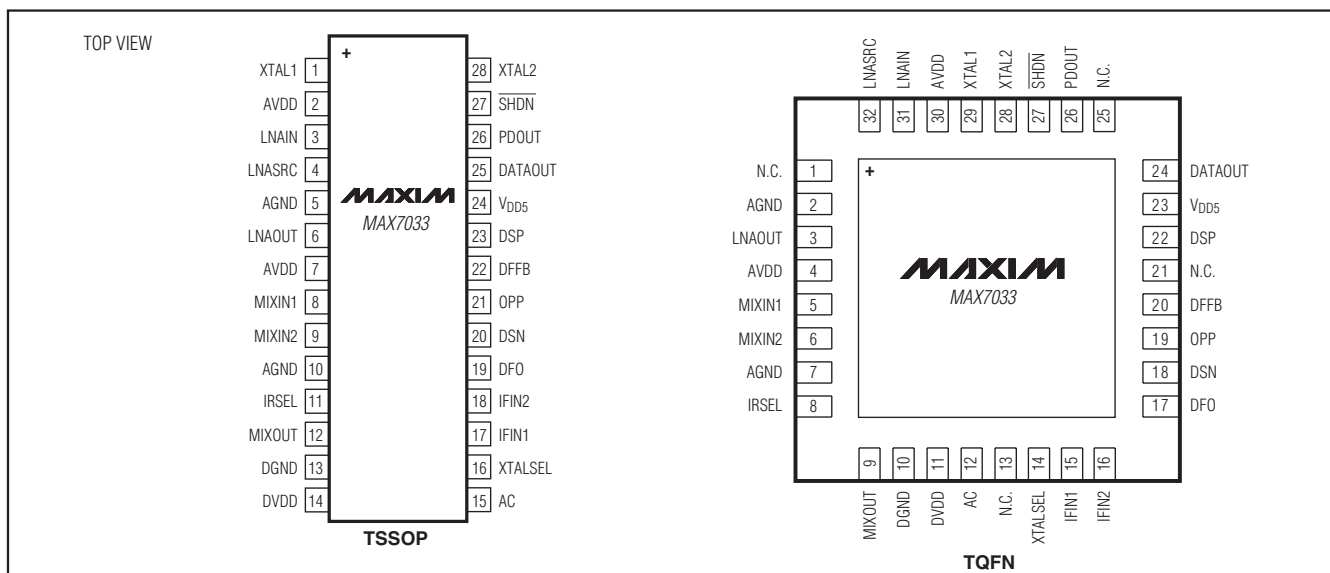 TOP VIEW
+
XTAL1 1
AVDD 2
LNAIN 3
LNASRC 4
AGND 5
LNAOUT 6
AVDD 7
MIXIN1 8
MIXIN2 9
AGND 10
IRSEL 11
MIXOUT 12
DGND 13
DVDD 14
MAXIM
MAX7033
28 XTAL2
27 SHDN
26 PDOUT
25 DATAOUT
24 VDD5
23 DSP
22 DFFB
21 OPP
20 DSN
19 DFO
18 IFIN2
17 IFIN1
16 XTALSEL
15 AC
TSSOP
LNASRC 32
LNAIN 31
AVDD 30
XTAL1 29
XTAL2 28
SHDN 27
PDOUT 26
N.C. 25
N.C. 1
AGND 2
LNAOUT 3
AVDD 4
MIXIN1 5
MIXIN2 6
AGND 7
IRSEL 8
+
MAXIM
MAX7033
24 DATAOUT
23 VDD5
22 DSP
21 N.C.
20 DFFB
19 OPP
18 DSN
17 DFO
9 MIXOUT
10 DGND
11 DVDD
12 AC
13 N.C.
14 XTALSEL
15 IFIN1
16 IFIN2
TQFN